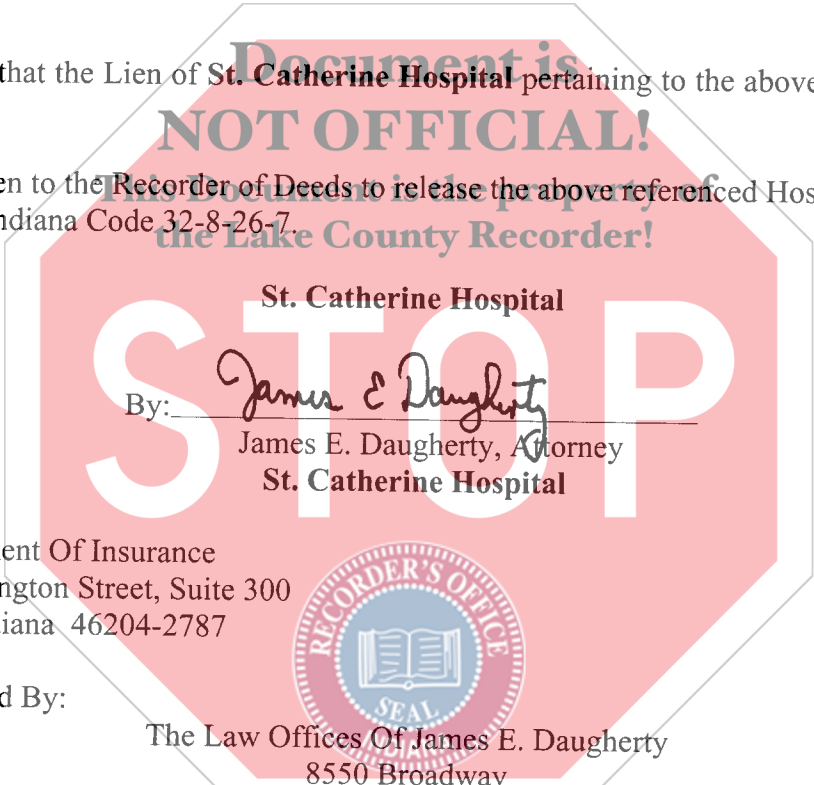 Document is
that the Lien of St. Catherine Hospital pertaining to the above
NOT OFFICIAL!
en to the Recorder of Deeds to release the above referenced Hos
This Document is the property of
ndiana Code 32-8-26-7.
the Lake County Recorder!
St. Catherine Hospital
STOP
By: James E Daugherty
James E. Daugherty, Attorney
St. Catherine Hospital
ent Of Insurance
ngton Street, Suite 300
iana 46204-2787
RECORDER'S OFFICE
SEAL
INDIANA
d By:
The Law Offices Of James E. Daugherty
8550 Broadway